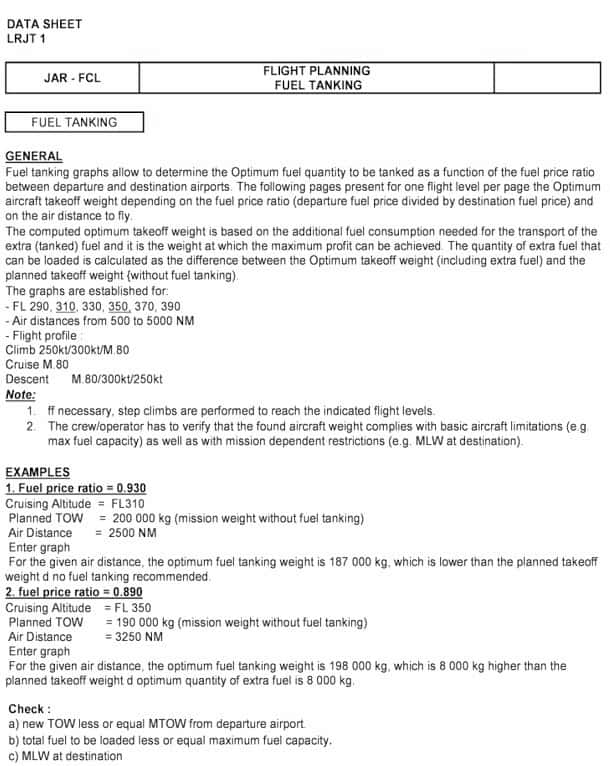 DATA SHEET
LRJT 1
JAR - FCL
FLIGHT PLANNING
FUEL TANKING
FUEL TANKING
GENERAL
Fuel tanking graphs allow to determine the Optimum fuel quantity to be tanked as a function of the fuel price ratio
between departure and destination airports. The following pages present for one flight level per page the Optimum
aircraft takeoff weight depending on the fuel price ratio (departure fuel price divided by destination fuel price) and
on the air distance to fly.
The computed optimum takeoff weight is based on the additional fuel consumption needed for the transport of the
extra (tanked) fuel and it is the weight at which the maximum profit can be achieved. The quantity of extra fuel that
can be loaded is calculated as the difference between the Optimum takeoff weight (including extra fuel) and the
planned takeoff weight {without fuel tanking).
The graphs are established for:
- FL 290, 310, 330, 350, 370, 390
- Air distances from 500 to 5000 NM
- Flight profile :
Climb 250kt/300kt/M.80
Cruise M.80
Descent M.80/300kt/250kt
Note:
1. ff necessary, step climbs are performed to reach the indicated flight levels.
2. The crew/operator has to verify that the found aircraft weight complies with basic aircraft limitations (e.g.
max fuel capacity) as well as with mission dependent restrictions (e.g. MLW at destination).
EXAMPLES
1. Fuel price ratio = 0.930
Cruising Altitude = FL310
Planned TOW = 200 000 kg (mission weight without fuel tanking)
Air Distance = 2500 NM
Enter graph
For the given air distance, the optimum fuel tanking weight is 187 000 kg, which is lower than the planned takeoff
weight d no fuel tanking recommended.
2. fuel price ratio = 0.890
Cruising Altitude = FL 350
Planned TOW = 190 000 kg (mission weight without fuel tanking)
Air Distance = 3250 NM
Enter graph
For the given air distance, the optimum fuel tanking weight is 198 000 kg, which is 8 000 kg higher than the
planned takeoff weight d optimum quantity of extra fuel is 8 000 kg.
Check :
a) new TOW less or equal MTOW from departure airport.
b) total fuel to be loaded less or equal maximum fuel capacity.
c) MLW at destination